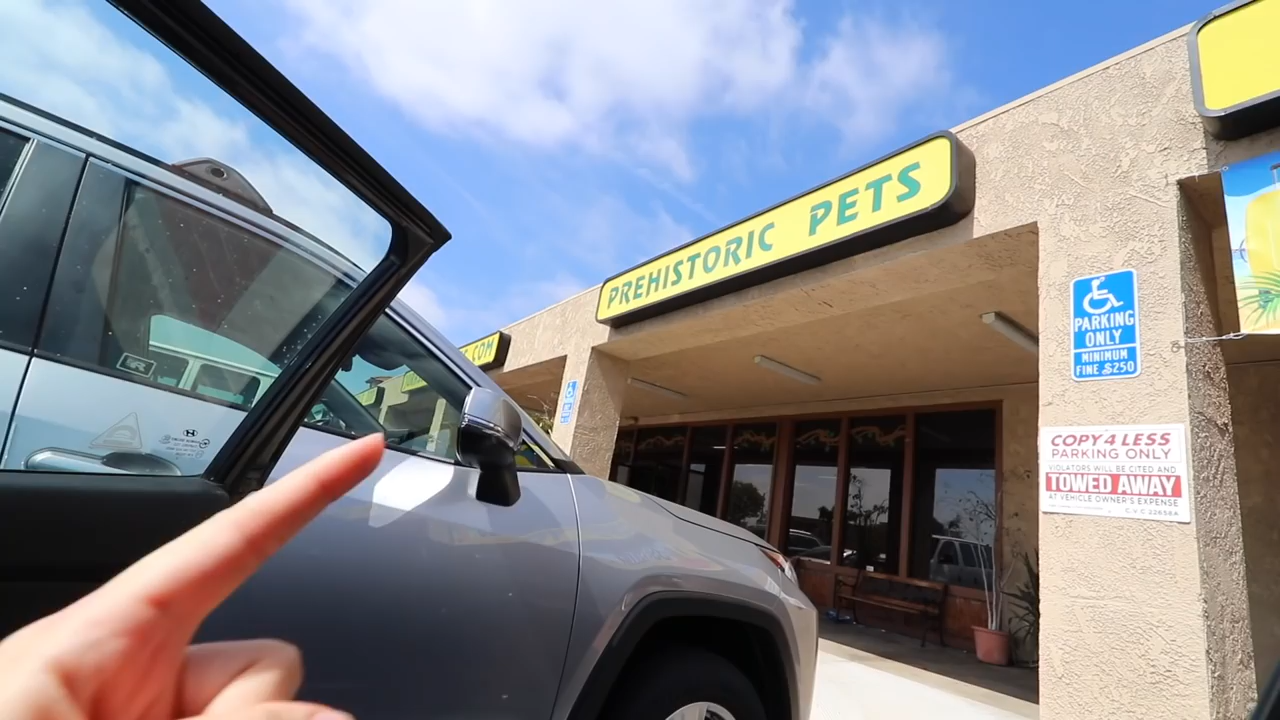 PREHISTORIC PETS
.COM
PARKING
ONLY
MINIMUM
FINE $250
COPY 4 LESS
PARKING ONLY
VIOLATORS WILL BE CITED AND
TOWED AWAY
AT VEHICLE OWNER'S EXPENSE
C.V.C 22658A